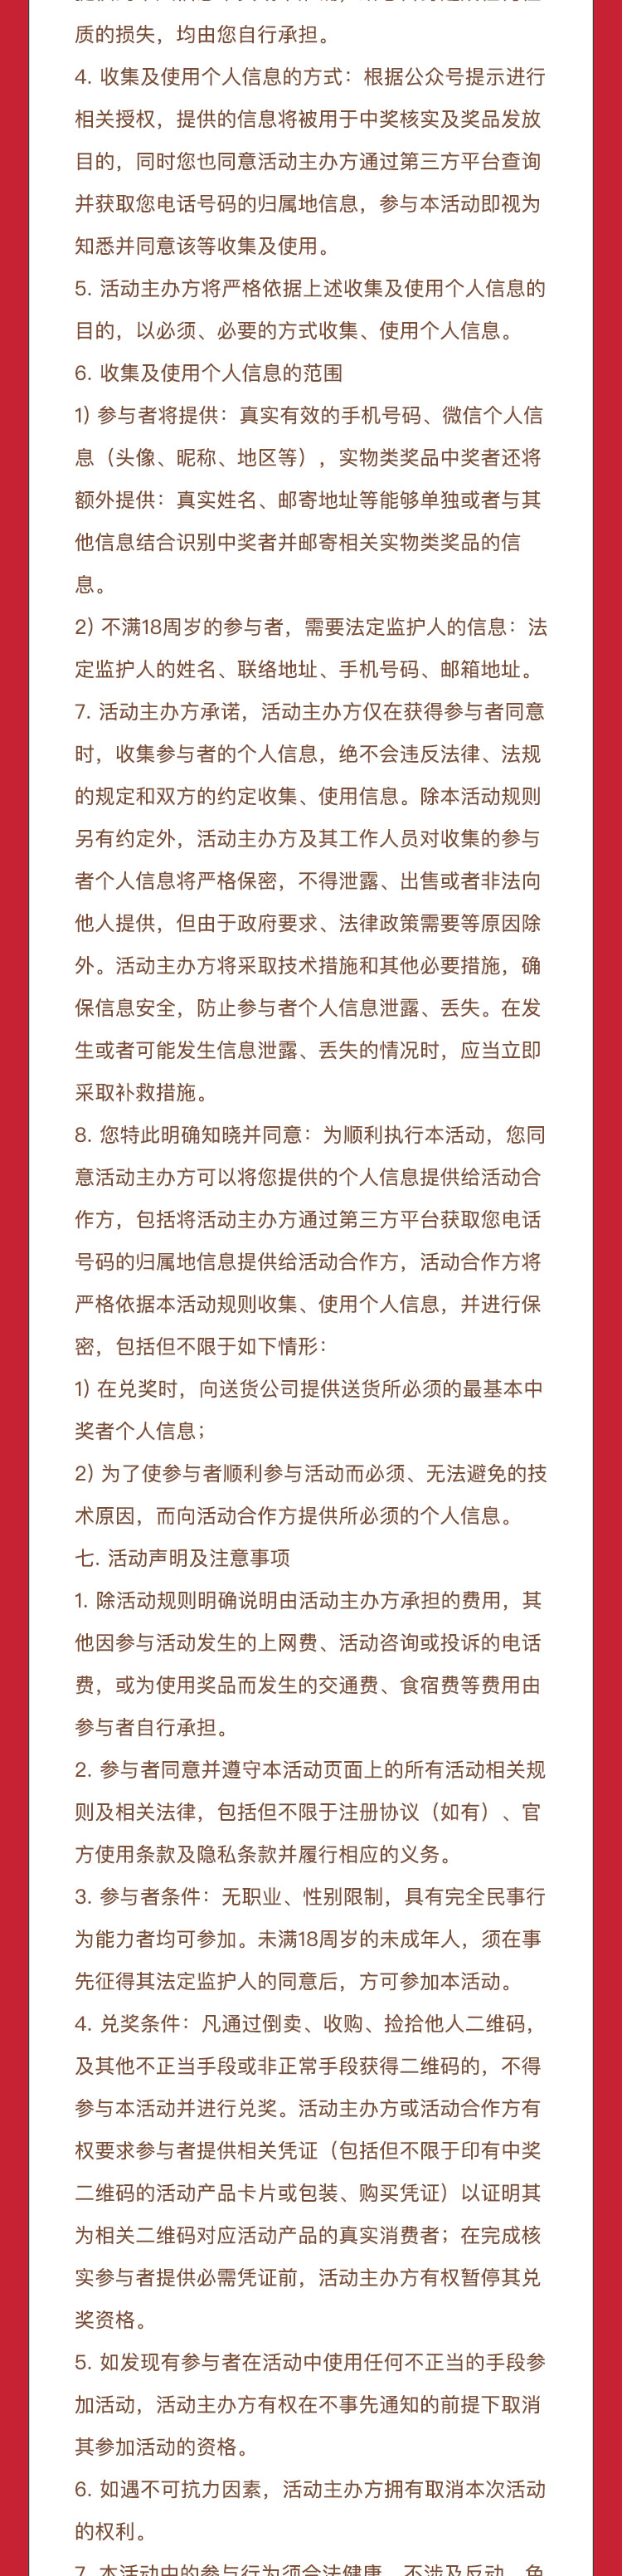 质的损失，均由您自行承担。
4. 收集及使用个人信息的方式：根据公众号提示进行
相关授权，提供的信息将被用于中奖核实及奖品发放
目的，同时您也同意活动主办方通过第三方平台查询
并获取您电话号码的归属地信息，参与本活动即视为
知悉并同意该等收集及使用。
5. 活动主办方将严格依据上述收集及使用个人信息的
目的，以必须、必要的方式收集、使用个人信息。
6. 收集及使用个人信息的范围
1) 参与者将提供：真实有效的手机号码、微信个人信
息（头像、昵称、地区等），实物类奖品中奖者还将
额外提供：真实姓名、邮寄地址等能够单独或者与其
他信息结合识别中奖者并邮寄相关实物类奖品的信
息。
2) 不满18周岁的参与者，需要法定监护人的信息：法
定监护人的姓名、联络地址、手机号码、邮箱地址。
7. 活动主办方承诺，活动主办方仅在获得参与者同意
时，收集参与者的个人信息，绝不会违反法律、法规
的规定和双方的约定收集、使用信息。除本活动规则
另有约定外，活动主办方及其工作人员对收集的参与
者个人信息将严格保密，不得泄露、出售或者非法向
他人提供，但由于政府要求、法律政策需要等原因除
外。活动主办方将采取技术措施和其他必要措施，确
保信息安全，防止参与者个人信息泄露、丢失。在发
生或者可能发生信息泄露、丢失的情况时，应当立即
采取补救措施。
8. 您特此明确知晓并同意：为顺利执行本活动，您同
意活动主办方可以将您提供的个人信息提供给活动合
作方，包括将活动主办方通过第三方平台获取您电话
号码的归属地信息提供给活动合作方，活动合作方将
严格依据本活动规则收集、使用个人信息，并进行保
密，包括但不限于如下情形：
1) 在兑奖时，向送货公司提供送货所必须的最基本中
奖者个人信息；
2) 为了使参与者顺利参与活动而必须、无法避免的技
术原因，而向活动合作方提供所必须的个人信息。
七. 活动声明及注意事项
1. 除活动规则明确说明由活动主办方承担的费用，其
他因参与活动发生的上网费、活动咨询或投诉的电话
费，或为使用奖品而发生的交通费、食宿费等费用由
参与者自行承担。
2. 参与者同意并遵守本活动页面上的所有活动相关规
则及相关法律，包括但不限于注册协议（如有）、官
方使用条款及隐私条款并履行相应的义务。
3. 参与者条件：无职业、性别限制，具有完全民事行
为能力者均可参加。未满18周岁的未成年人，须在事
先征得其法定监护人的同意后，方可参加本活动。
4. 兑奖条件：凡通过倒卖、收购、捡拾他人二维码，
及其他不正当手段或非正常手段获得二维码的，不得
参与本活动并进行兑奖。活动主办方或活动合作方有
权要求参与者提供相关凭证（包括但不限于印有中奖
二维码的活动产品卡片或包装、购买凭证）以证明其
为相关二维码对应活动产品的真实消费者；在完成核
实参与者提供必需凭证前，活动主办方有权暂停其兑
奖资格。
5. 如发现有参与者在活动中使用任何不正当的手段参
加活动，活动主办方有权在不事先通知的前提下取消
其参加活动的资格。
6. 如遇不可抗力因素，活动主办方拥有取消本次活动
的权利。
7. 本活动中的参与行为须合法健康，不涉及反动、色